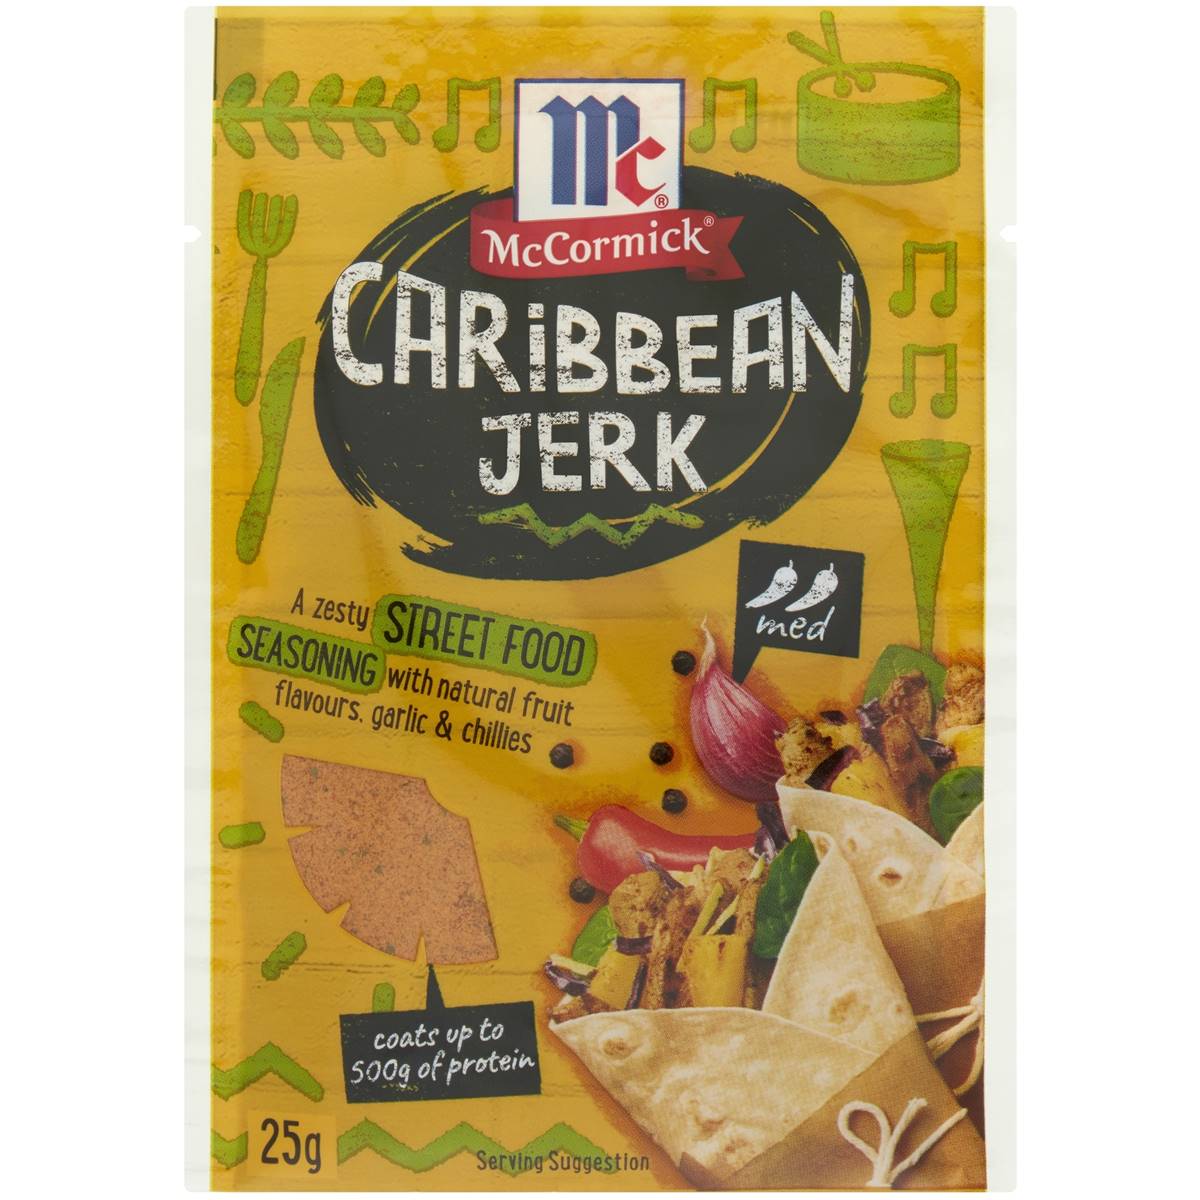 Mc®
McCormick®
CARiBBEAN
JERK
med
A zesty STREET FOOD
SEASONING with natural fruit
flavours, garlic & chillies
coats up to
500g of protein
25g
Serving Suggestion